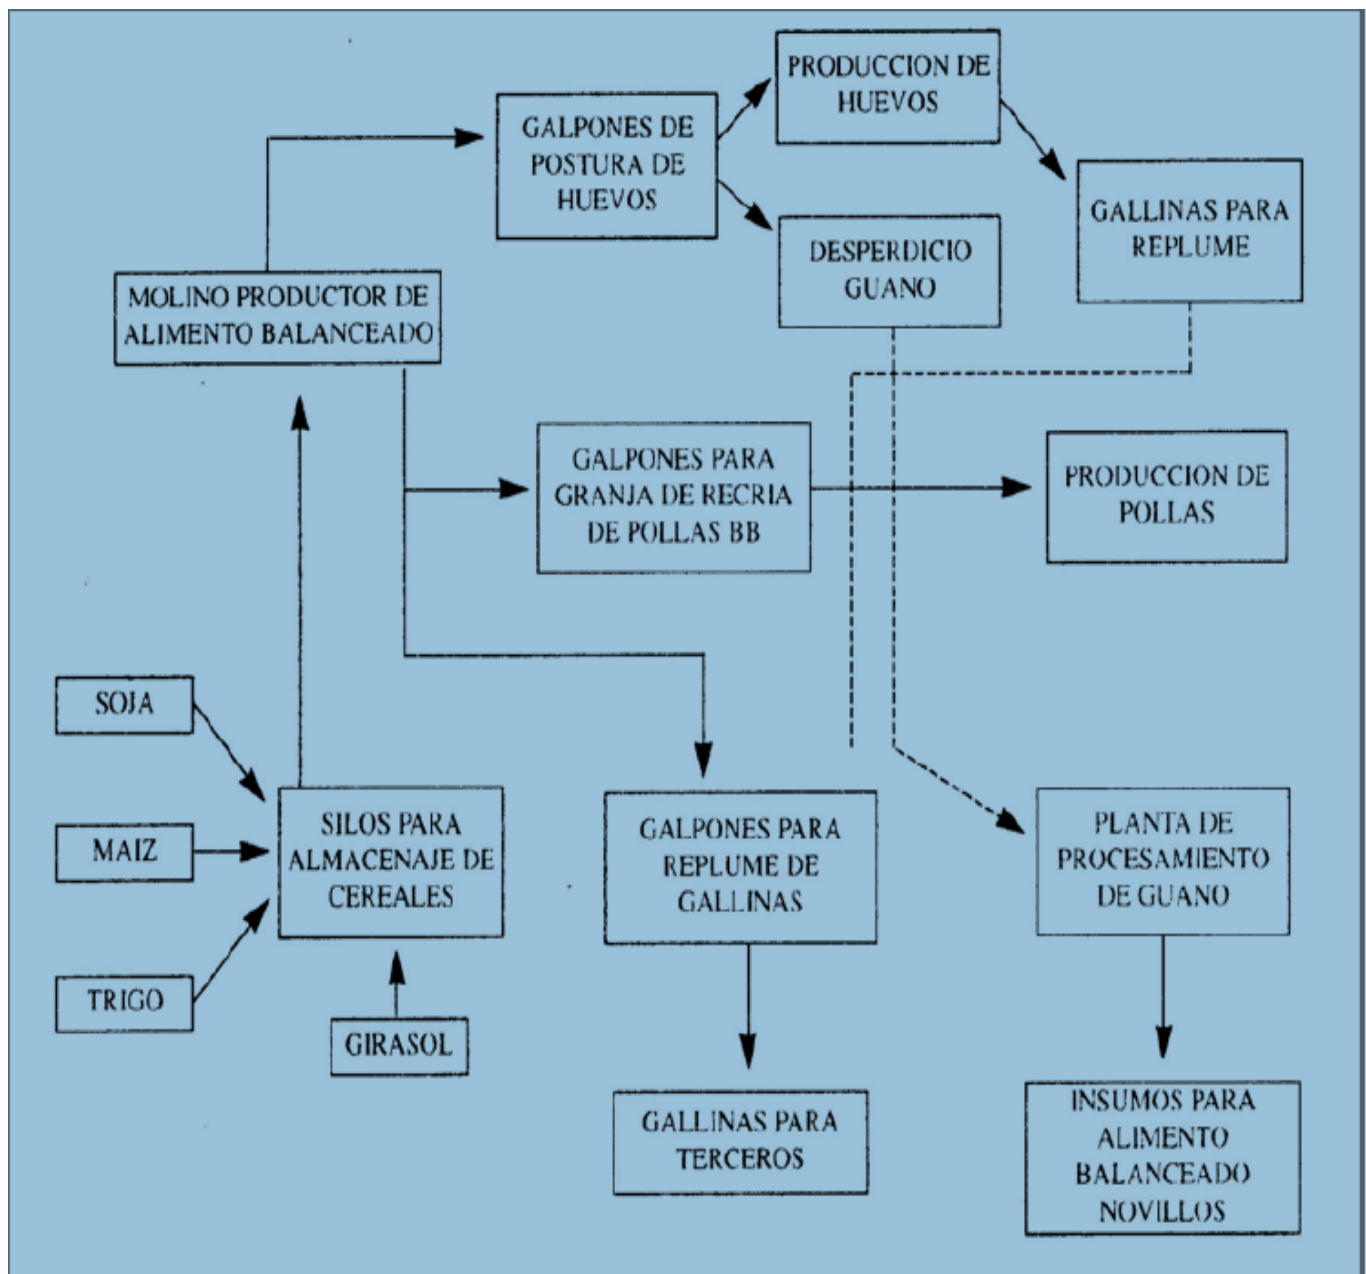 PRODUCCION DE
HUEVOS
GALPONES DE
POSTURA DE
HUEVOS
GALLINAS PARA
REPLUME
DESPERDICIO
GUANO
MOLINO PRODUCTOR DE
ALIMENTO BALANCEADO
GALPONES PARA
GRANJA DE RECRIA
DE POLLAS BB
PRODUCCION DE
POLLAS
SOJA
MAIZ
TRIGO
SILOS PARA
ALMACENAJE DE
CEREALES
GIRASOL
GALPONES PARA
REPLUME DE
GALLINAS
PLANTA DE
PROCESAMIENTO
DE GUANO
GALLINAS PARA
TERCEROS
INSUMOS PARA
ALIMENTO
BALANCEADO
NOVILLOS